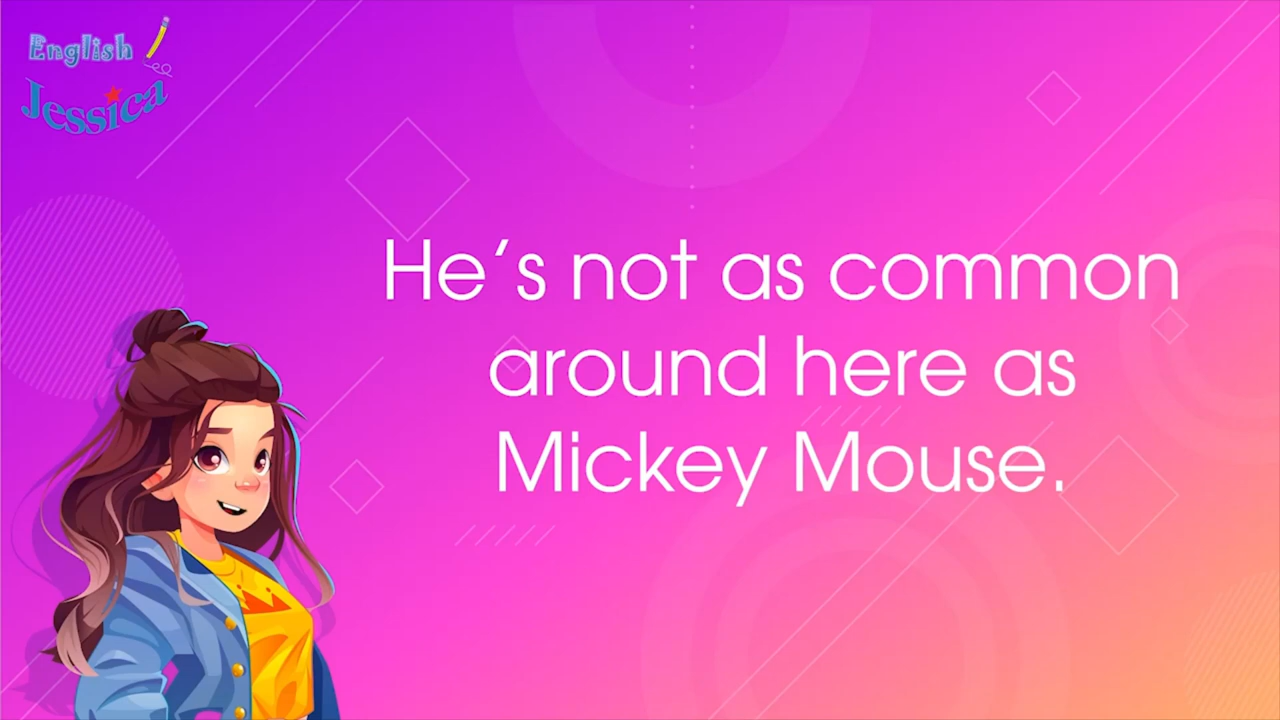 English
Jessica
He's not as common
around here as
Mickey Mouse.